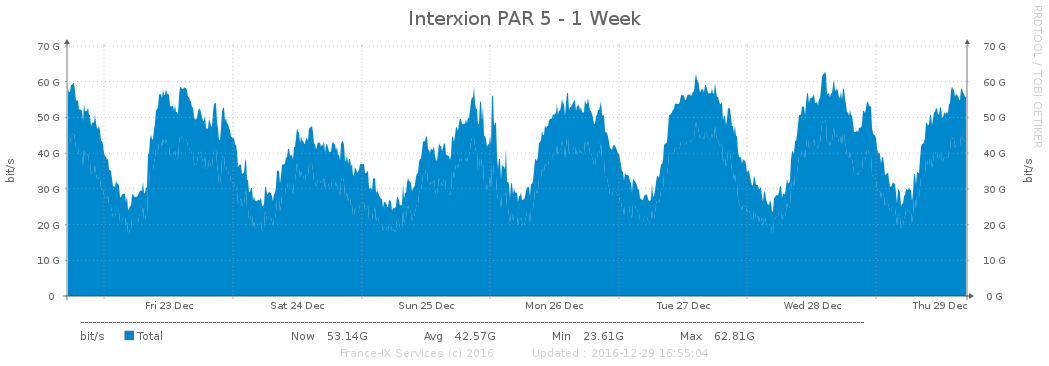 Interxion PAR 5 - 1 Week
RRDTOOL / TOBI OETIKER
70 G 70 G
60 G 60 G
50 G 50 G
40 G 40 G
30 G 30 G
20 G 20 G
10 G 10 G
0 0 G
bit/s bit/s
Fri 23 Dec Sat 24 Dec Sun 25 Dec Mon 26 Dec Tue 27 Dec Wed 28 Dec Thu 29 Dec
bit/s Total Now 53.14G Avg 42.57G Min 23.61G Max 62.81G
France-IX Services (c) 2016 Updated : 2016-12-29 16:55:04